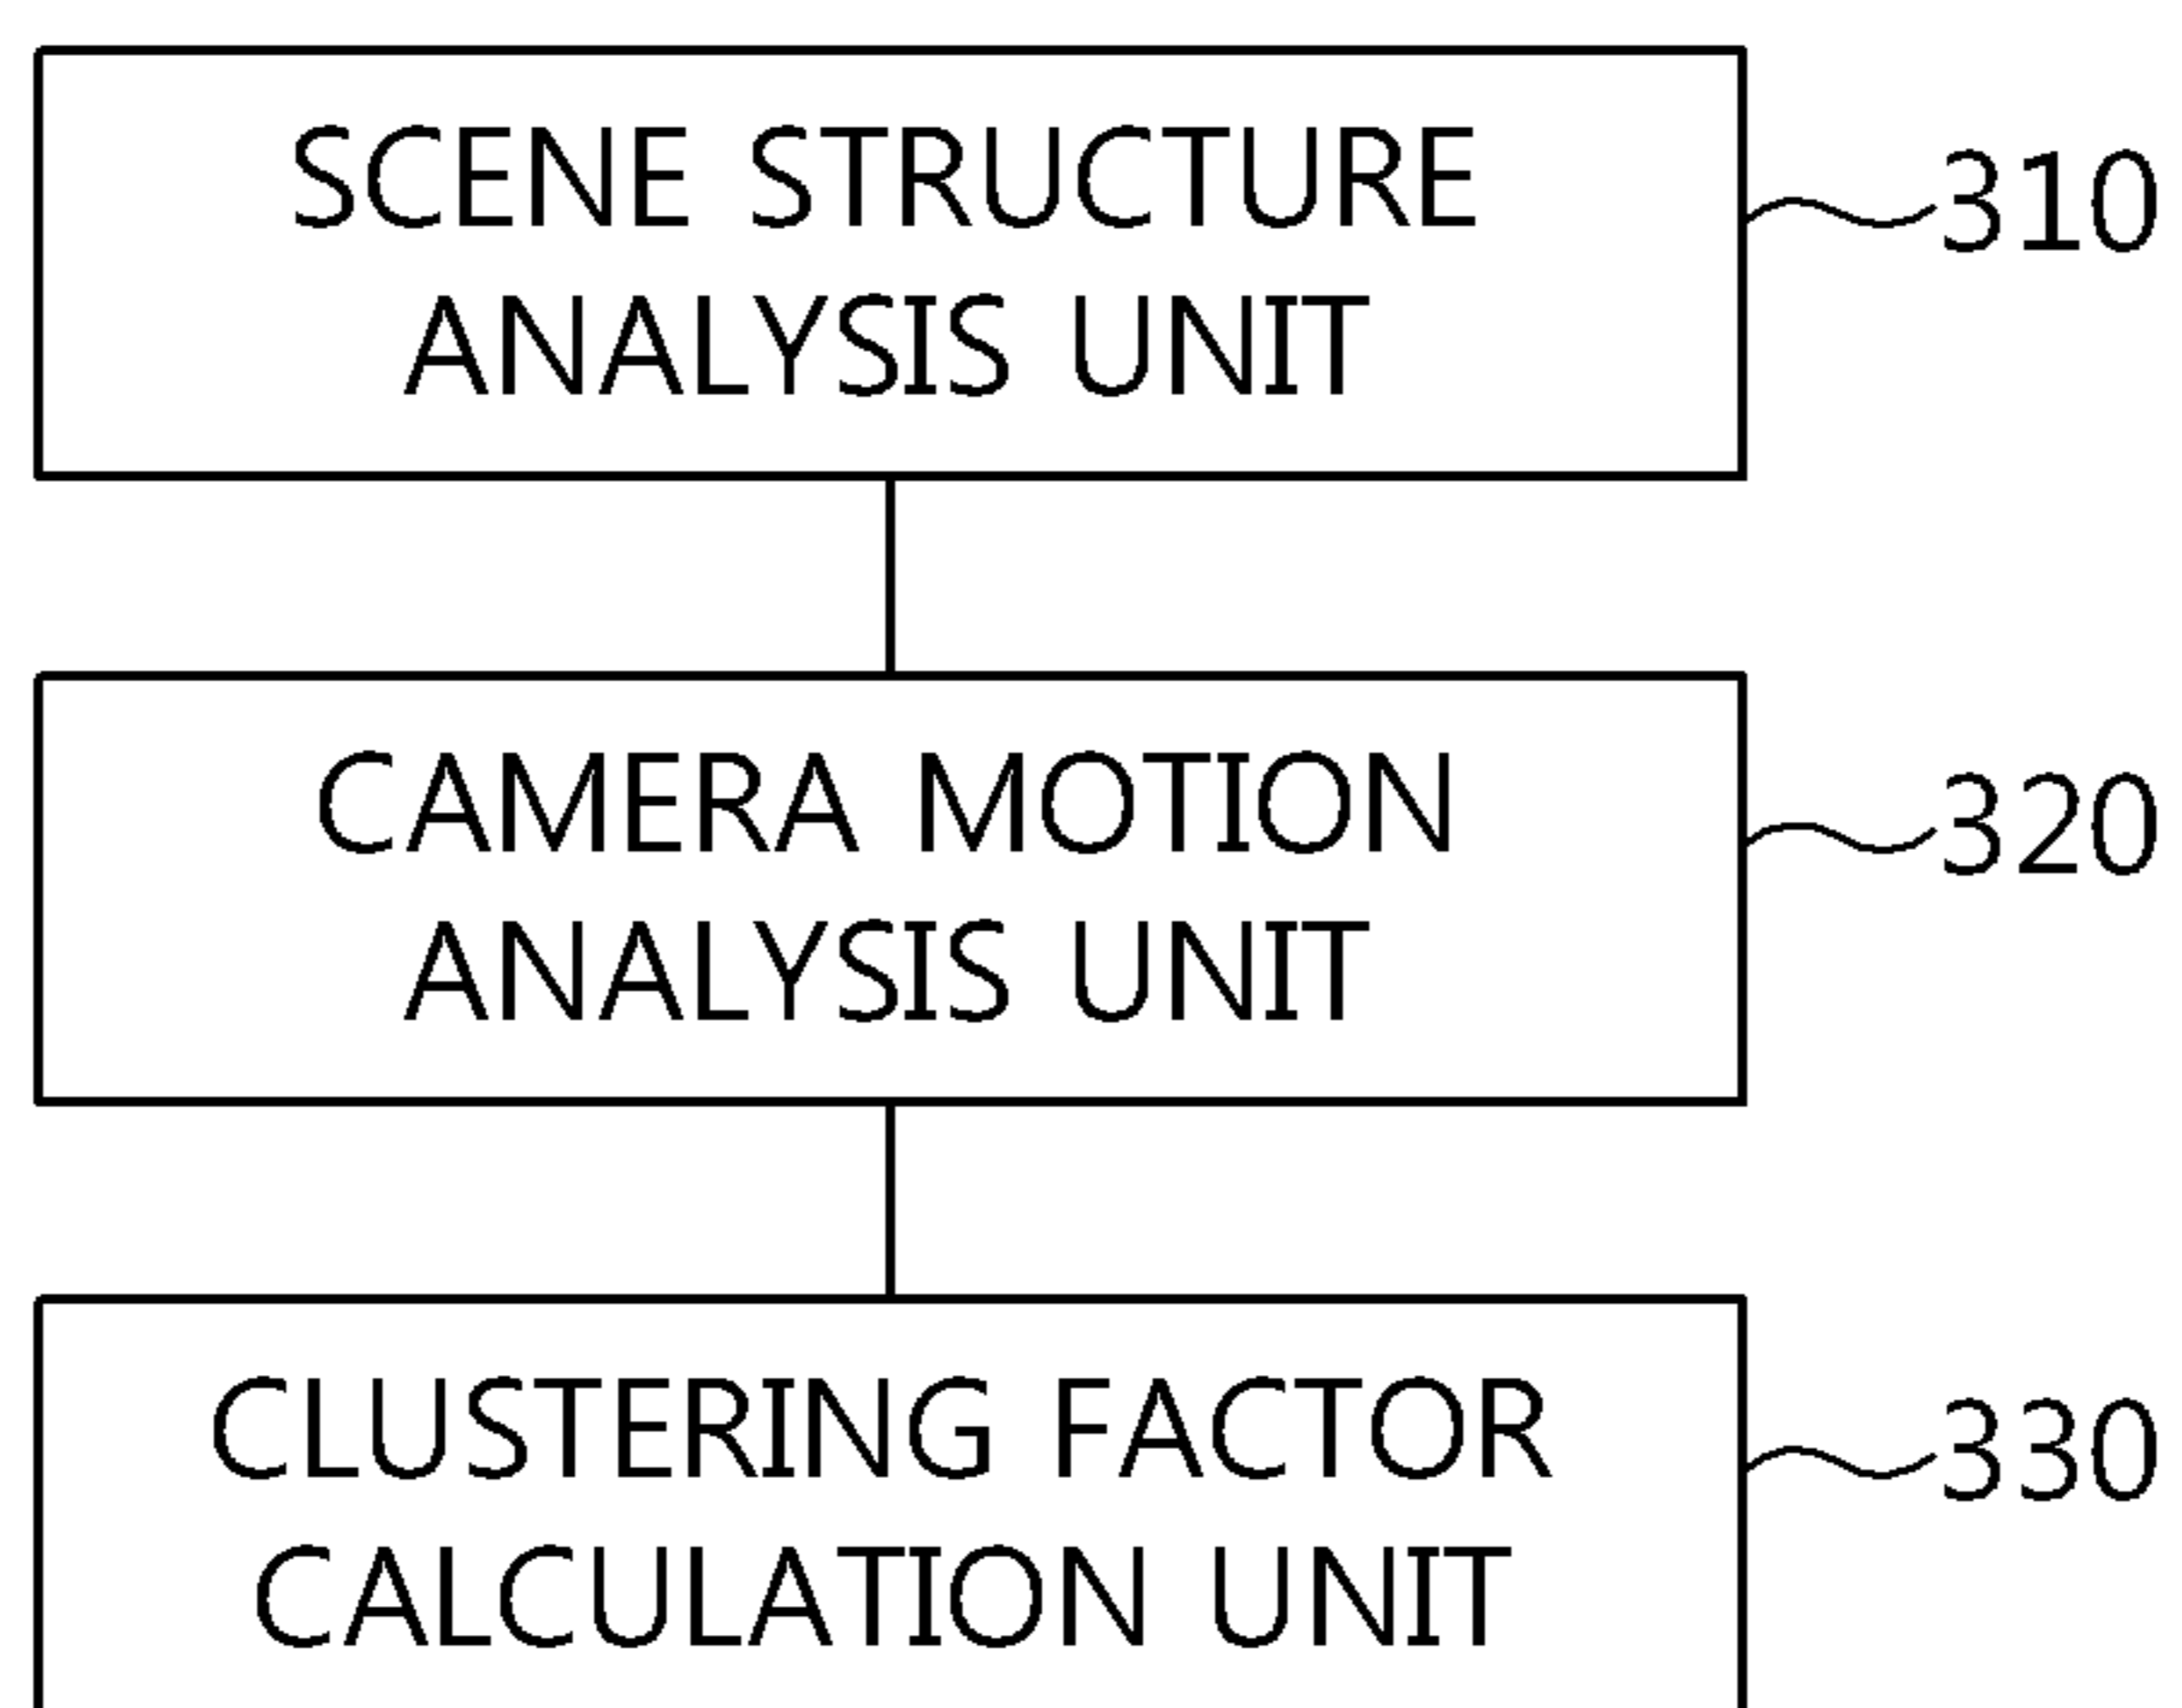 SCENE STRUCTURE
ANALYSIS UNIT
310
CAMERA MOTION
ANALYSIS UNIT
320
CLUSTERING FACTOR
CALCULATION UNIT
330